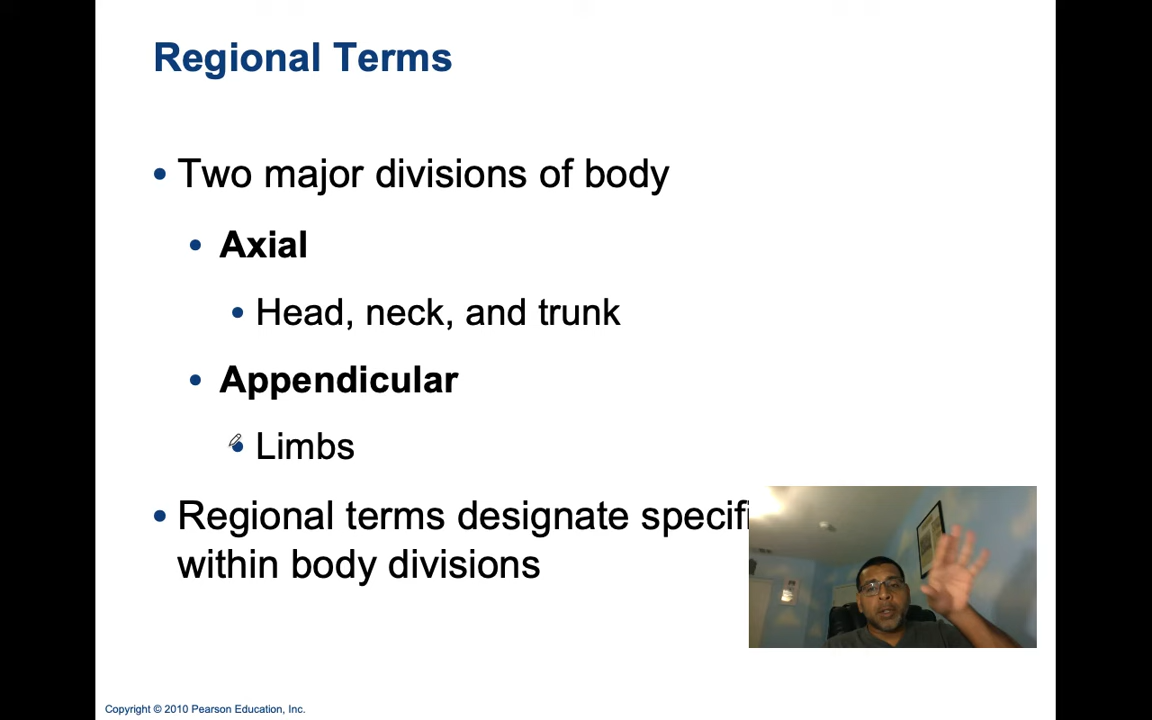 Regional Terms
• Two major divisions of body
• Axial
• Head, neck, and trunk
• Appendicular
• Limbs
• Regional terms designate
within body divisions
Copyright © 2010 Pearson Education, Inc.